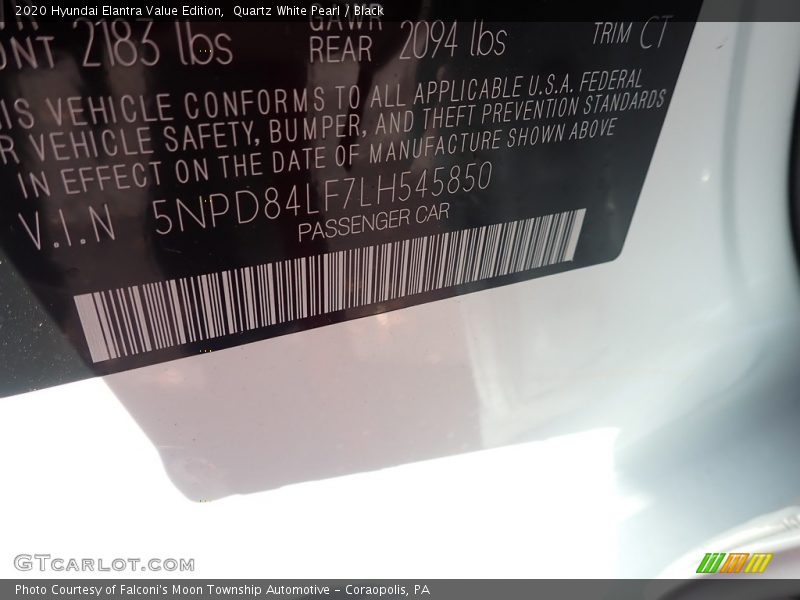 2020 Hyundai Elantra Value Edition, Quartz White Pearl / Black
GAWR
2183 lbs REAR 2094 lbs TRIM CT
VEHICLE CONFORMS TO ALL APPLICABLE U.S.A. FEDERAL
VEHICLE SAFETY, BUMPER, AND THEFT PREVENTION STANDARDS
IN EFFECT ON THE DATE OF MANUFACTURE SHOWN ABOVE
V.I.N 5NPD84LF7LH545850
PASSENGER CAR
GTCARLOT.COM
Photo Courtesy of Falconi's Moon Township Automotive - Coraopolis, PA